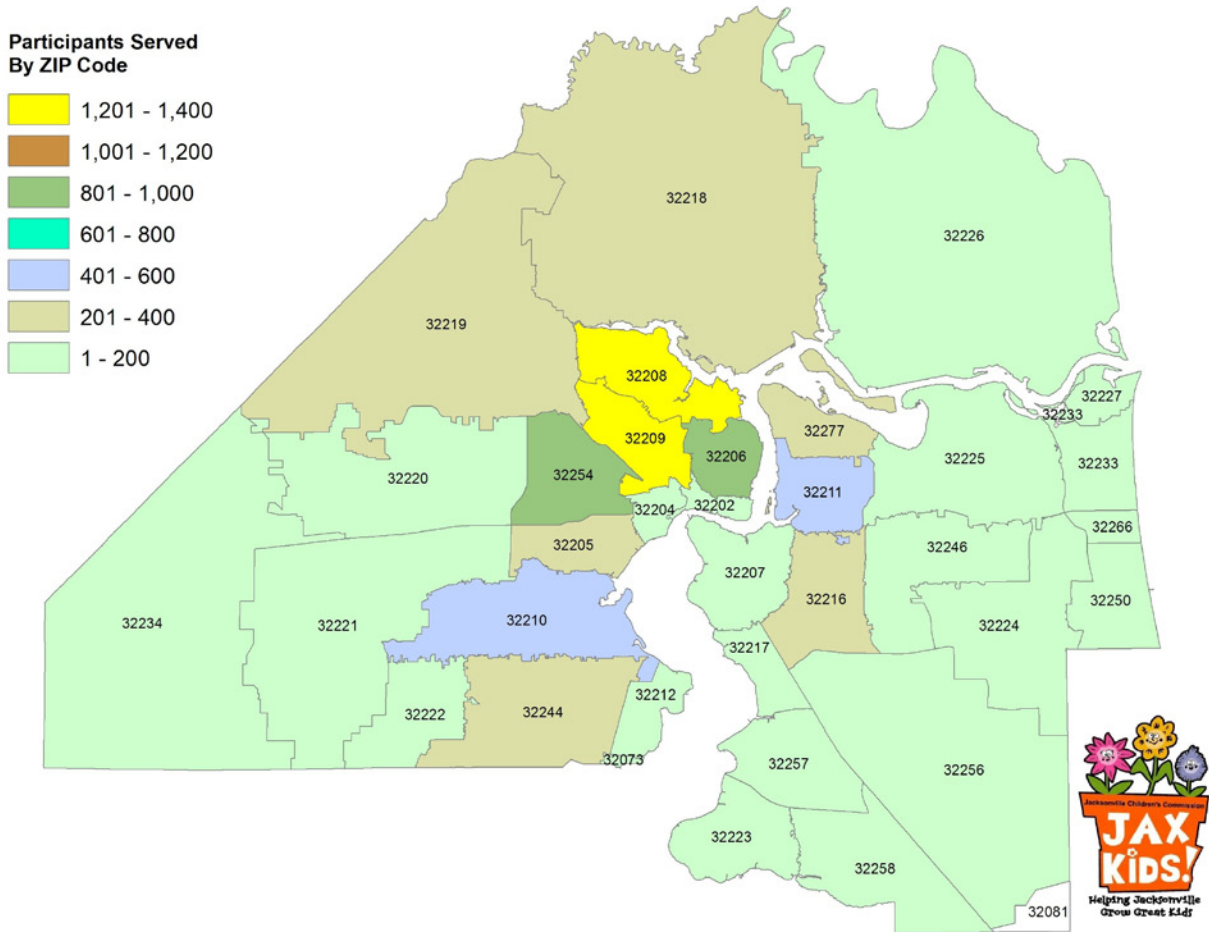 Participants Served
By ZIP Code
1,201 - 1,400
1,001 - 1,200
801 - 1,000
601 - 800
401 - 600
201 - 400
1 - 200
32218
32226
32219
32208
32227
32233
32277
32209
32206
32225
32233
32220
32254
32211
32204
32202
32266
32205
32246
32207
32216
32250
32234
32221
32210
32224
32217
32212
32222
32244
32073
32257
32256
32223
32258
32081
Jacksonville Children's Commission
JAX
KiDS!
Helping Jacksonville
Grow Great Kids